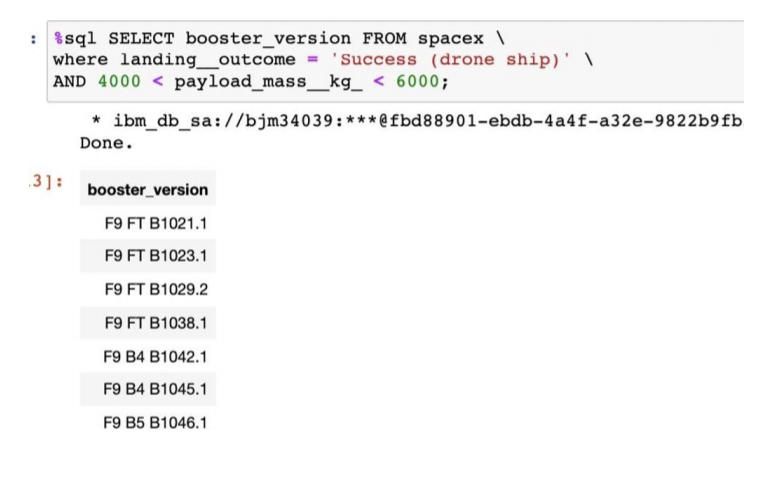 : %sql SELECT booster_version FROM spacex \
where landing__outcome = 'Success (drone ship)' \
AND 4000 < payload_mass__kg_ < 6000;
* ibm_db_sa://bjm34039:***@fbd88901-ebdb-4a4f-a32e-9822b9fb
Done.
.3]:
booster_version
F9 FT B1021.1
F9 FT B1023.1
F9 FT B1029.2
F9 FT B1038.1
F9 B4 B1042.1
F9 B4 B1045.1
F9 B5 B1046.1